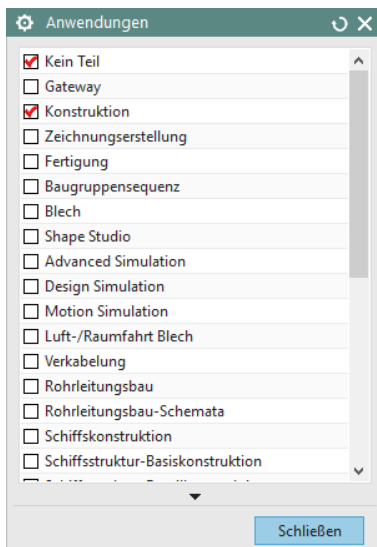 Anwendungen
Kein Teil
Gateway
Konstruktion
Zeichnungserstellung
Fertigung
Baugruppensequenz
Blech
Shape Studio
Advanced Simulation
Design Simulation
Motion Simulation
Luft-/Raumfahrt Blech
Verkabelung
Rohrleitungsbau
Rohrleitungsbau-Schemata
Schiffskonstruktion
Schiffsstruktur-Basiskonstruktion
Schließen